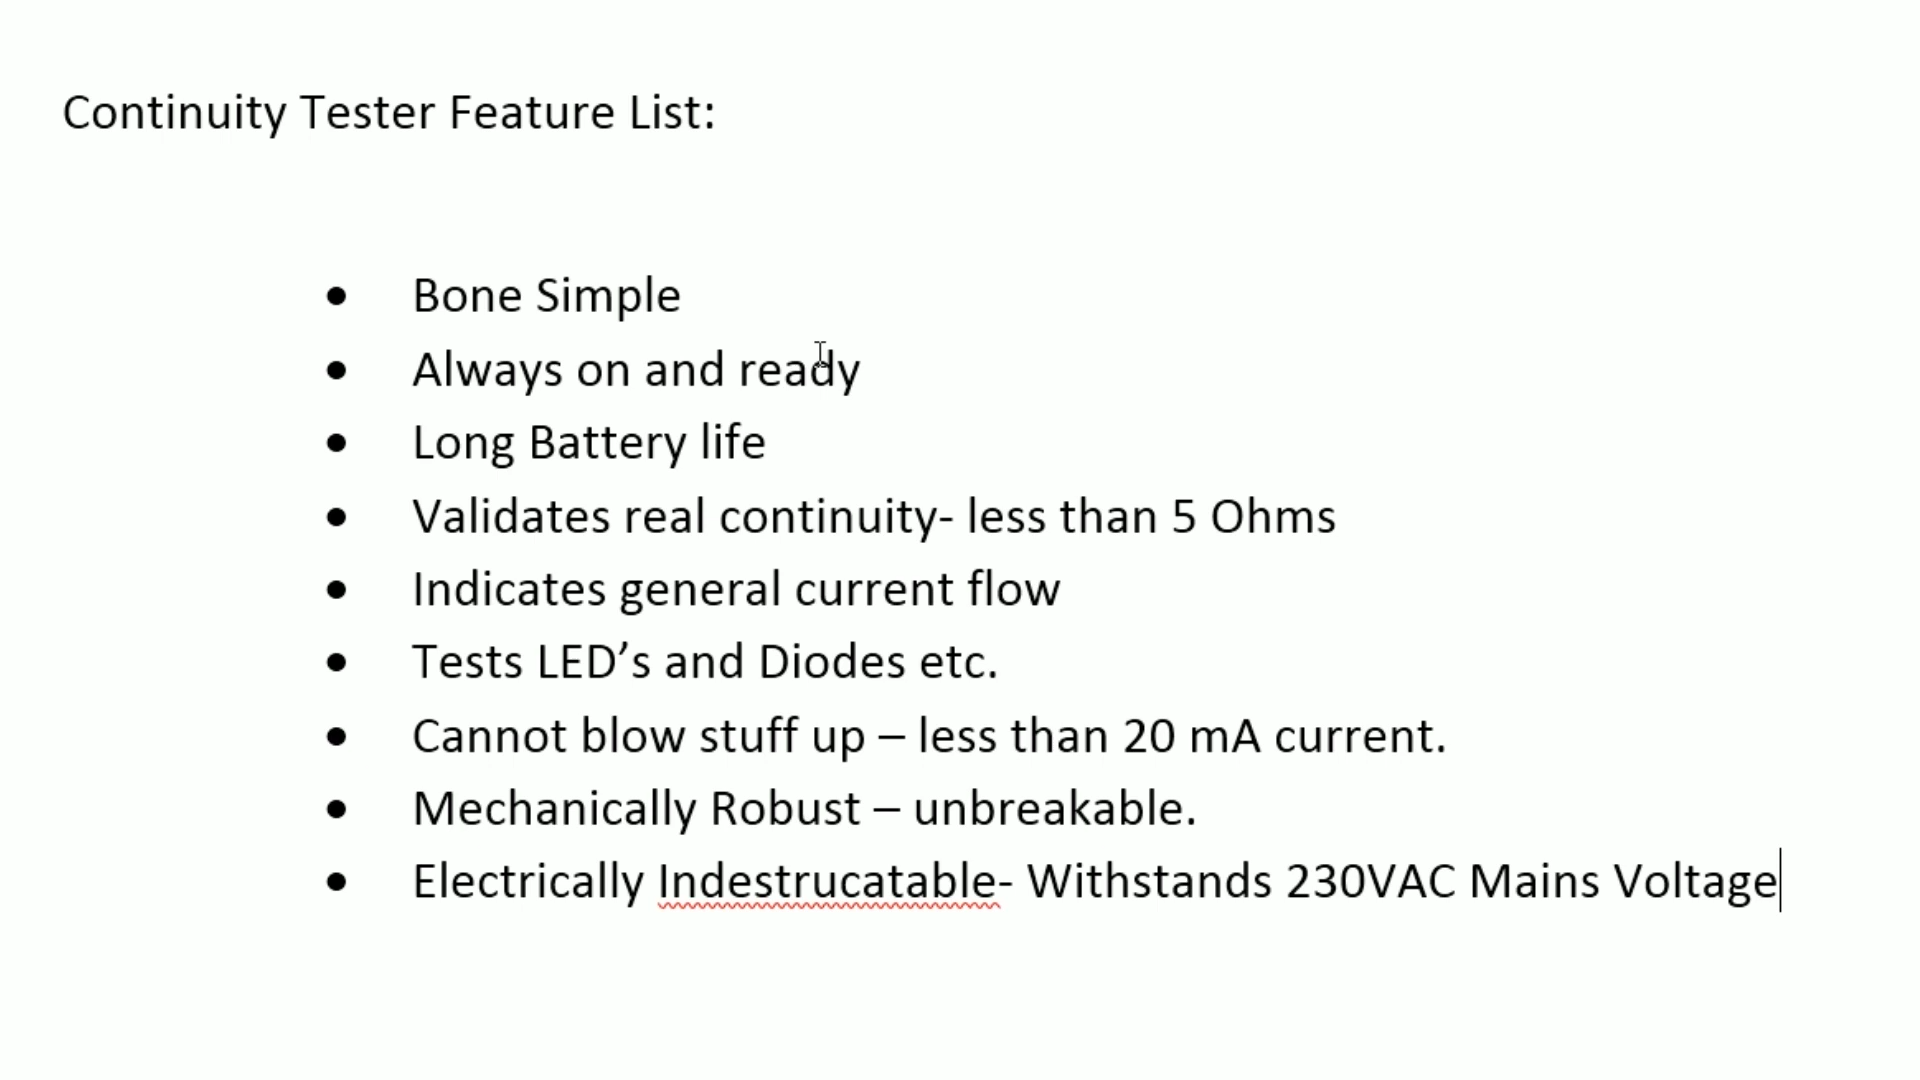 Continuity Tester Feature List:
• Bone Simple
• Always on and ready
• Long Battery life
• Validates real continuity- less than 5 Ohms
• Indicates general current flow
• Tests LED’s and Diodes etc.
• Cannot blow stuff up – less than 20 mA current.
• Mechanically Robust – unbreakable.
• Electrically Indestrucatable- Withstands 230VAC Mains Voltage